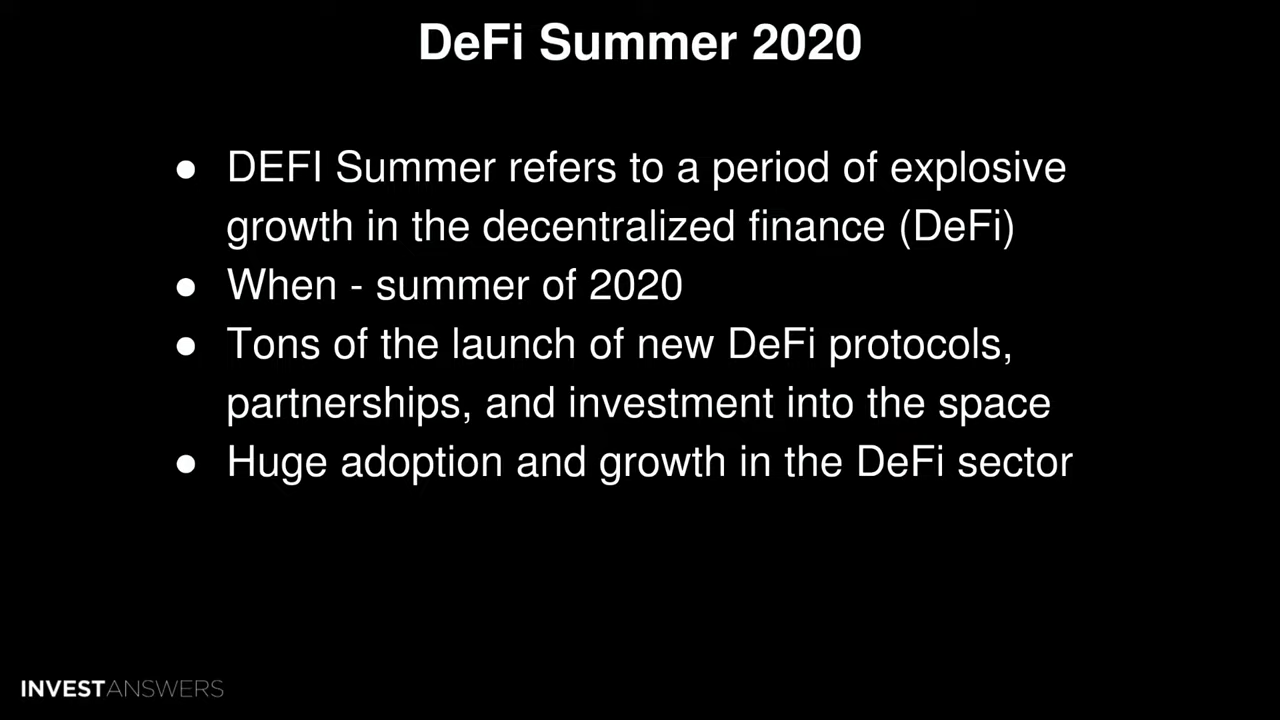 DeFi Summer 2020
● DEFI Summer refers to a period of explosive
growth in the decentralized finance (DeFi)
● When - summer of 2020
● Tons of the launch of new DeFi protocols,
partnerships, and investment into the space
● Huge adoption and growth in the DeFi sector
INVESTANSWERS